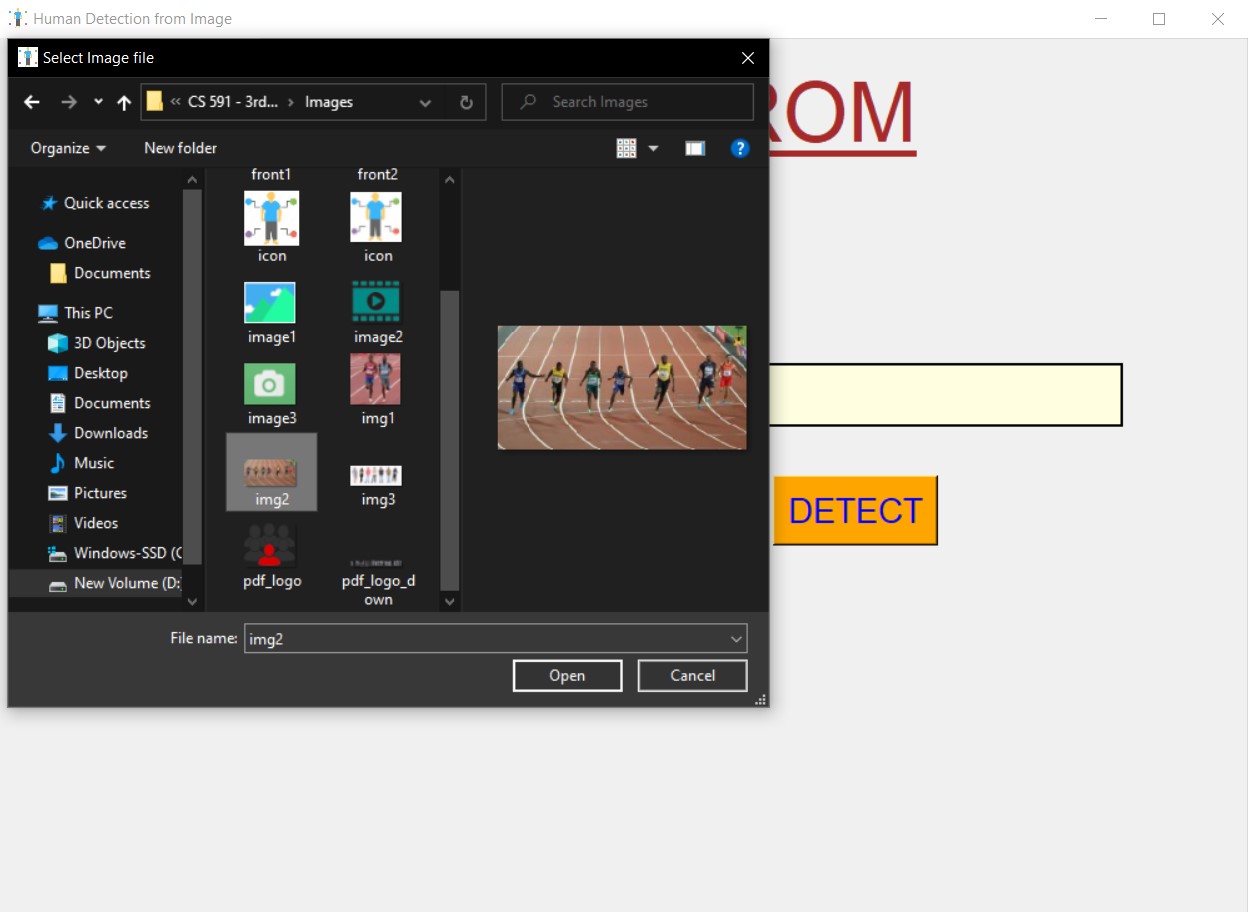 Human Detection from Image
Select Image file
« CS 591 - 3rd... › Images
Search Images
Organize
New folder
?
Quick access
OneDrive
Documents
This PC
3D Objects
Desktop
Documents
Downloads
Music
Pictures
Videos
Windows-SSD (C
New Volume (D:
front1
front2
icon
icon
image1
image2
image3
img1
img2
img3
pdf_logo
pdf_logo_d
own
File name:
img2
Open
Cancel
ROM
DETECT